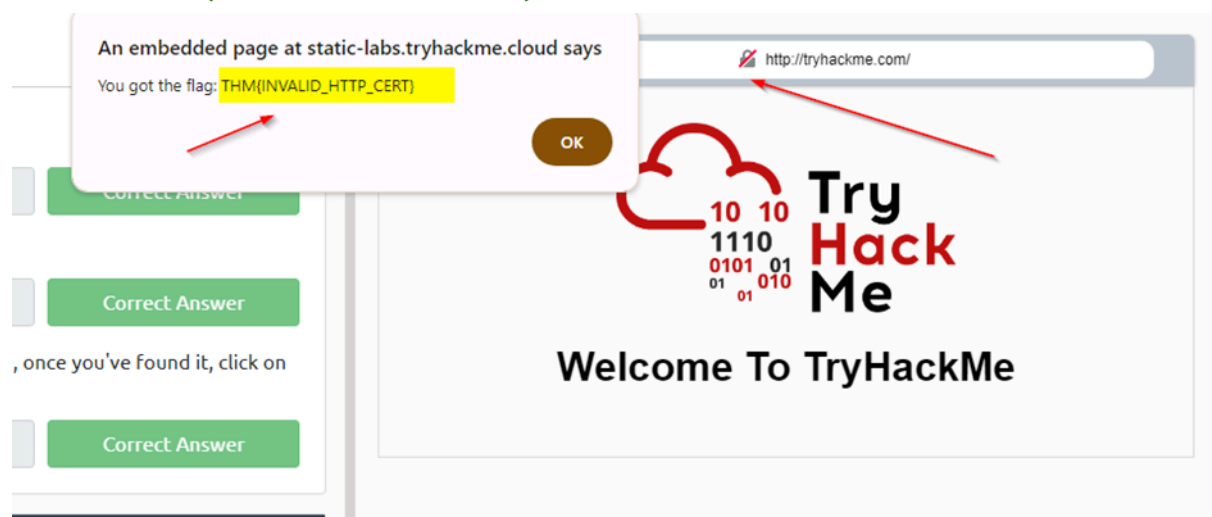 An embedded page at static-labs.tryhackme.cloud says
You got the flag: THM{INVALID_HTTP_CERT}
OK
http://tryhackme.com/
Correct Answer
Correct Answer
, once you've found it, click on
Correct Answer
10 10
1110
0101 01
01 010
01
Try
Hack
Me
Welcome To TryHackMe